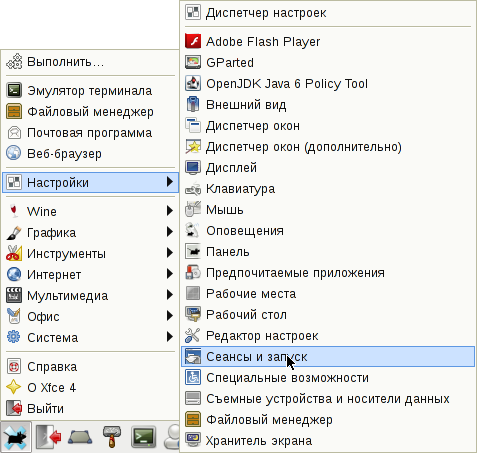 Выполнить...
Эмулятор терминала
Файловый менеджер
Почтовая программа
Веб-браузер
Настройки
Wine
Графика
Инструменты
Интернет
Мультимедиа
Офис
Система
Справка
О Xfce 4
Выйти
Диспетчер настроек
Adobe Flash Player
GParted
OpenJDK Java 6 Policy Tool
Внешний вид
Диспетчер окон
Диспетчер окон (дополнительно)
Дисплей
Клавиатура
Мышь
Оповещения
Панель
Предпочитаемые приложения
Рабочие места
Рабочий стол
Редактор настроек
Сеансы и запуск
Специальные возможности
Съемные устройства и носители данных
Файловый менеджер
Хранитель экрана